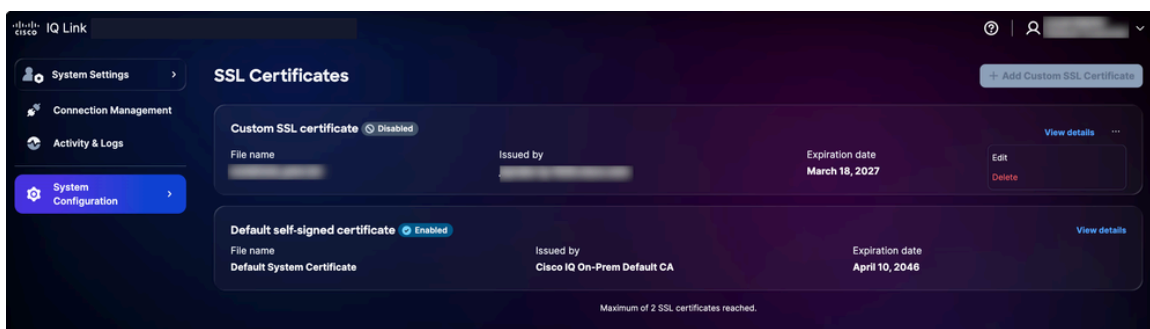 cisco IQ Link
System Settings
Connection Management
Activity & Logs
System
Configuration
SSL Certificates
+ Add Custom SSL Certificate
Custom SSL certificate Disabled
View details ...
File name Issued by Expiration date
March 18, 2027
Edit
Delete
Default self-signed certificate Enabled
View details
File name Issued by Expiration date
Default System Certificate Cisco IQ On-Prem Default CA April 10, 2046
Maximum of 2 SSL certificates reached.